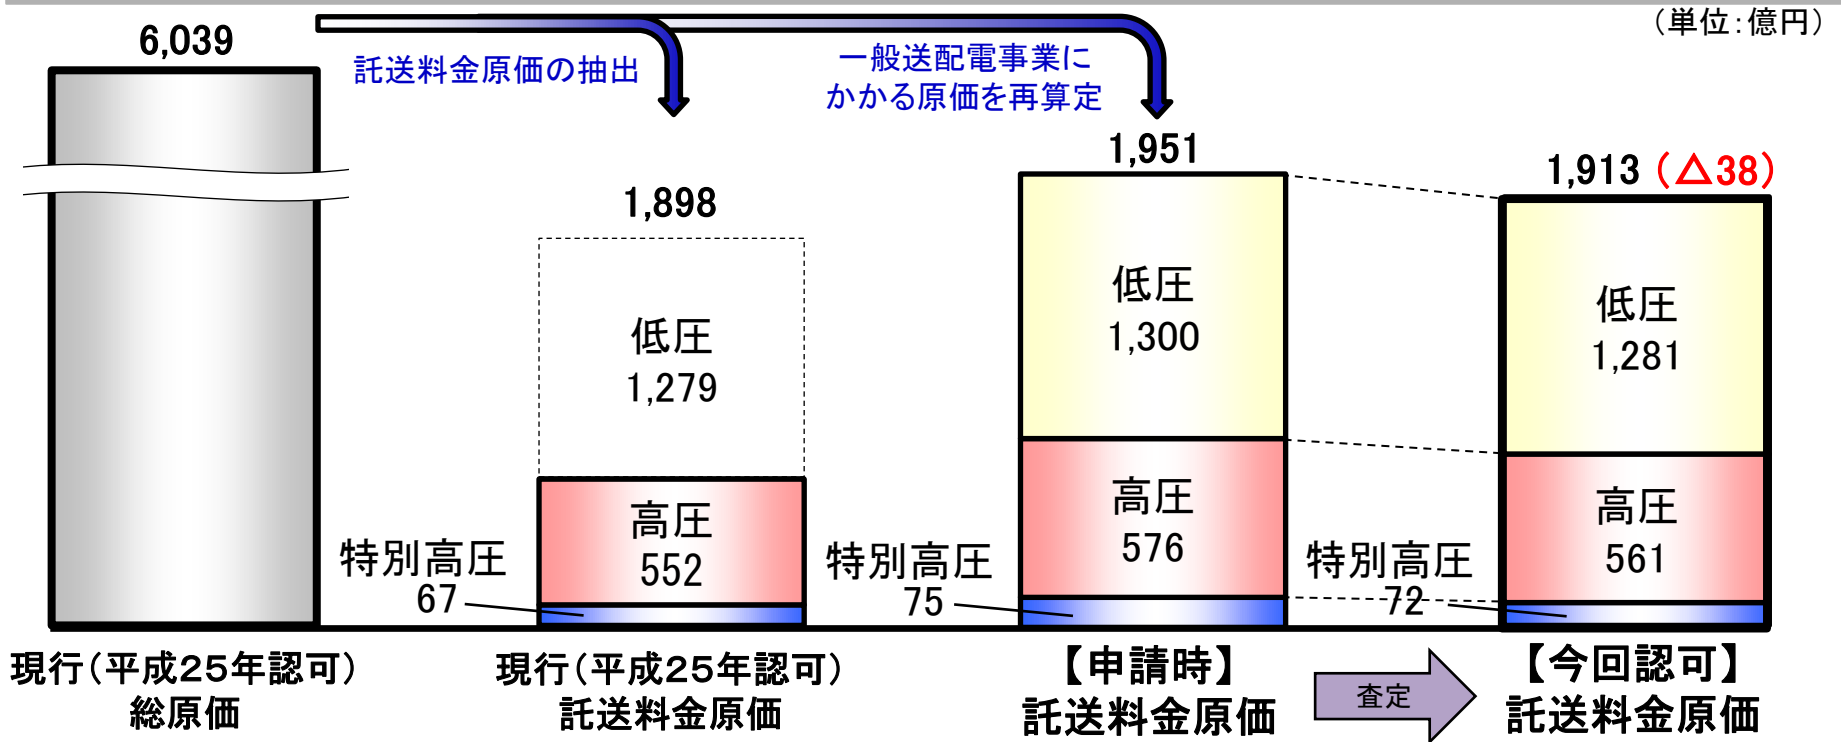 （単位：億円）
6,039
託送料金原価の抽出
一般送配電事業に
かかる原価を再算定
1,898
低圧
1,279
高圧
552
特別高圧
67
1,951
低圧
1,300
高圧
576
特別高圧
75
1,913（△38）
低圧
1,281
高圧
561
特別高圧
72
現行（平成25年認可）
総原価
現行（平成25年認可）
託送料金原価
【申請時】
託送料金原価
査定
【今回認可】
託送料金原価